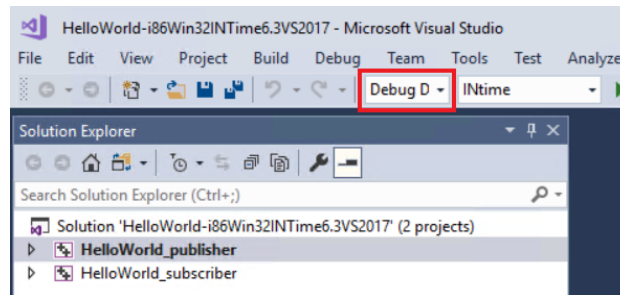 HelloWorld-i86Win32INTime6.3VS2017 - Microsoft Visual Studio
File Edit View Project Build Debug Team Tools Test Analyze
Debug D INtime
Solution Explorer
Search Solution Explorer (Ctrl+;)
Solution 'HelloWorld-i86Win32INTime6.3VS2017' (2 projects)
HelloWorld_publisher
HelloWorld_subscriber